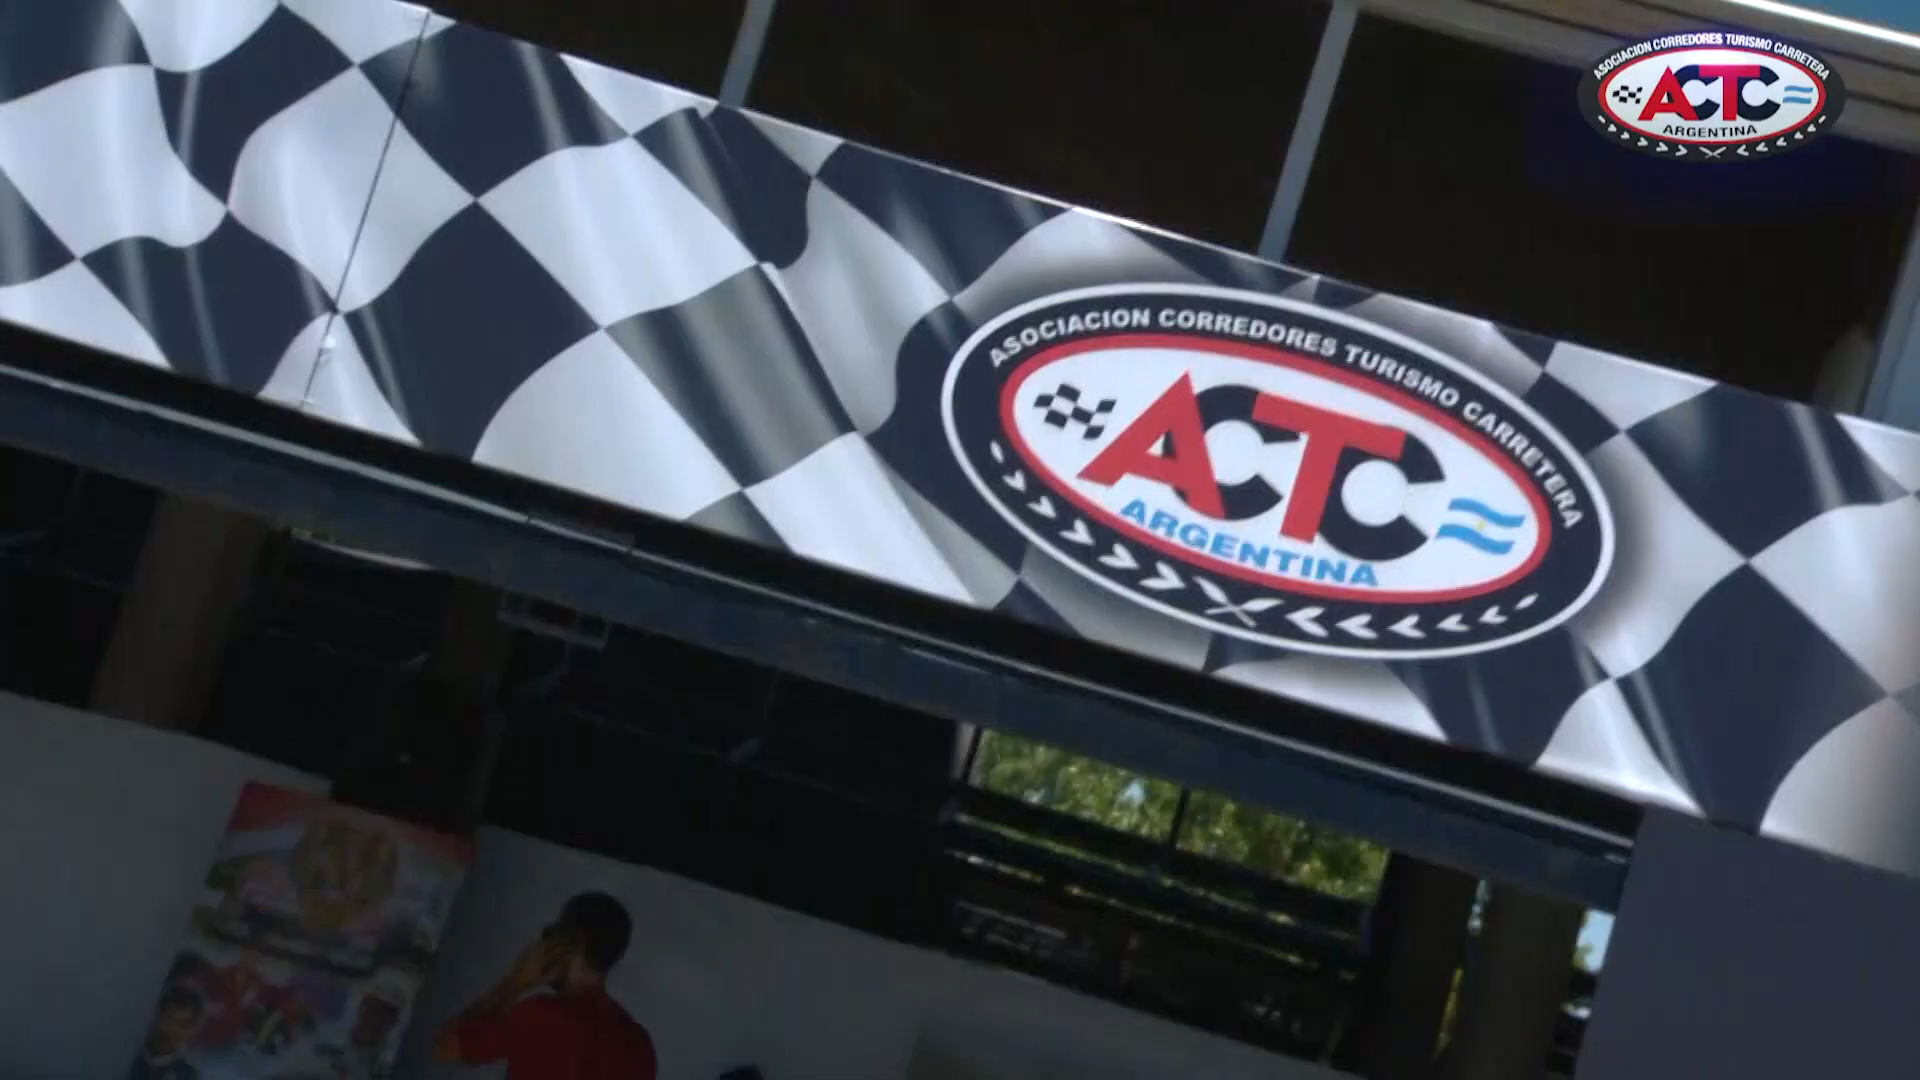 ASOCIACION CORREDORES TURISMO CARRETERA
ACTC
ARGENTINA
ASOCIACION CORREDORES TURISMO CARRETERA
ACTC
ARGENTINA